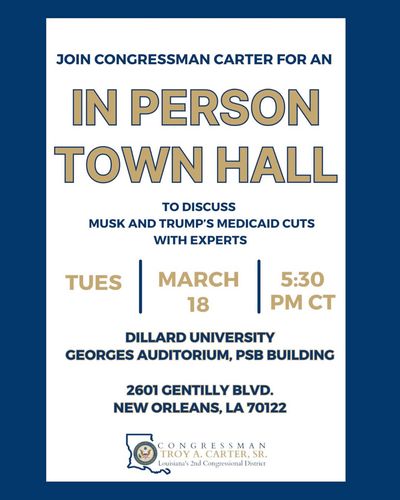 JOIN CONGRESSMAN CARTER FOR AN
IN PERSON
TOWN HALL
TO DISCUSS
MUSK AND TRUMP'S MEDICAID CUTS
WITH EXPERTS
TUES
MARCH
18
5:30
PM CT
DILLARD UNIVERSITY
GEORGES AUDITORIUM, PSB BUILDING
2601 GENTILLY BLVD.
NEW ORLEANS, LA 70122
CONGRESSMAN
TROY A. CARTER, SR.
Louisiana's 2nd Congressional District